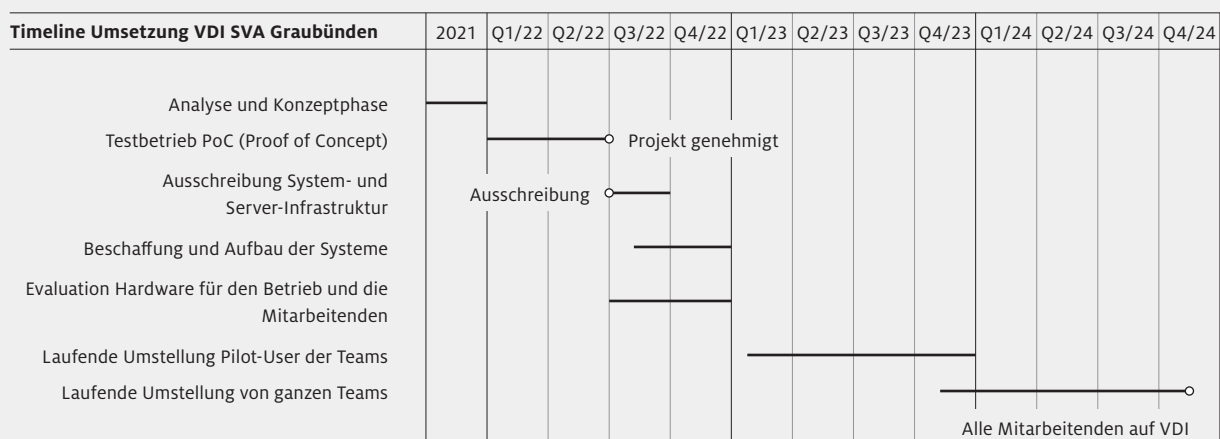 Timeline Umsetzung VDI SVA Graubünden 2021 Q1/22 Q2/22 Q3/22 Q4/22 Q1/23 Q2/23 Q3/23 Q4/23 Q1/24 Q2/24 Q3/24 Q4/24
Analyse und Konzeptphase
Testbetrieb PoC (Proof of Concept) Projekt genehmigt
Ausschreibung System- und
Server-Infrastruktur
Ausschreibung
Beschaffung und Aufbau der Systeme
Evaluation Hardware für den Betrieb und die
Mitarbeitenden
Laufende Umstellung Pilot-User der Teams
Laufende Umstellung von ganzen Teams
Alle Mitarbeitenden auf VDI